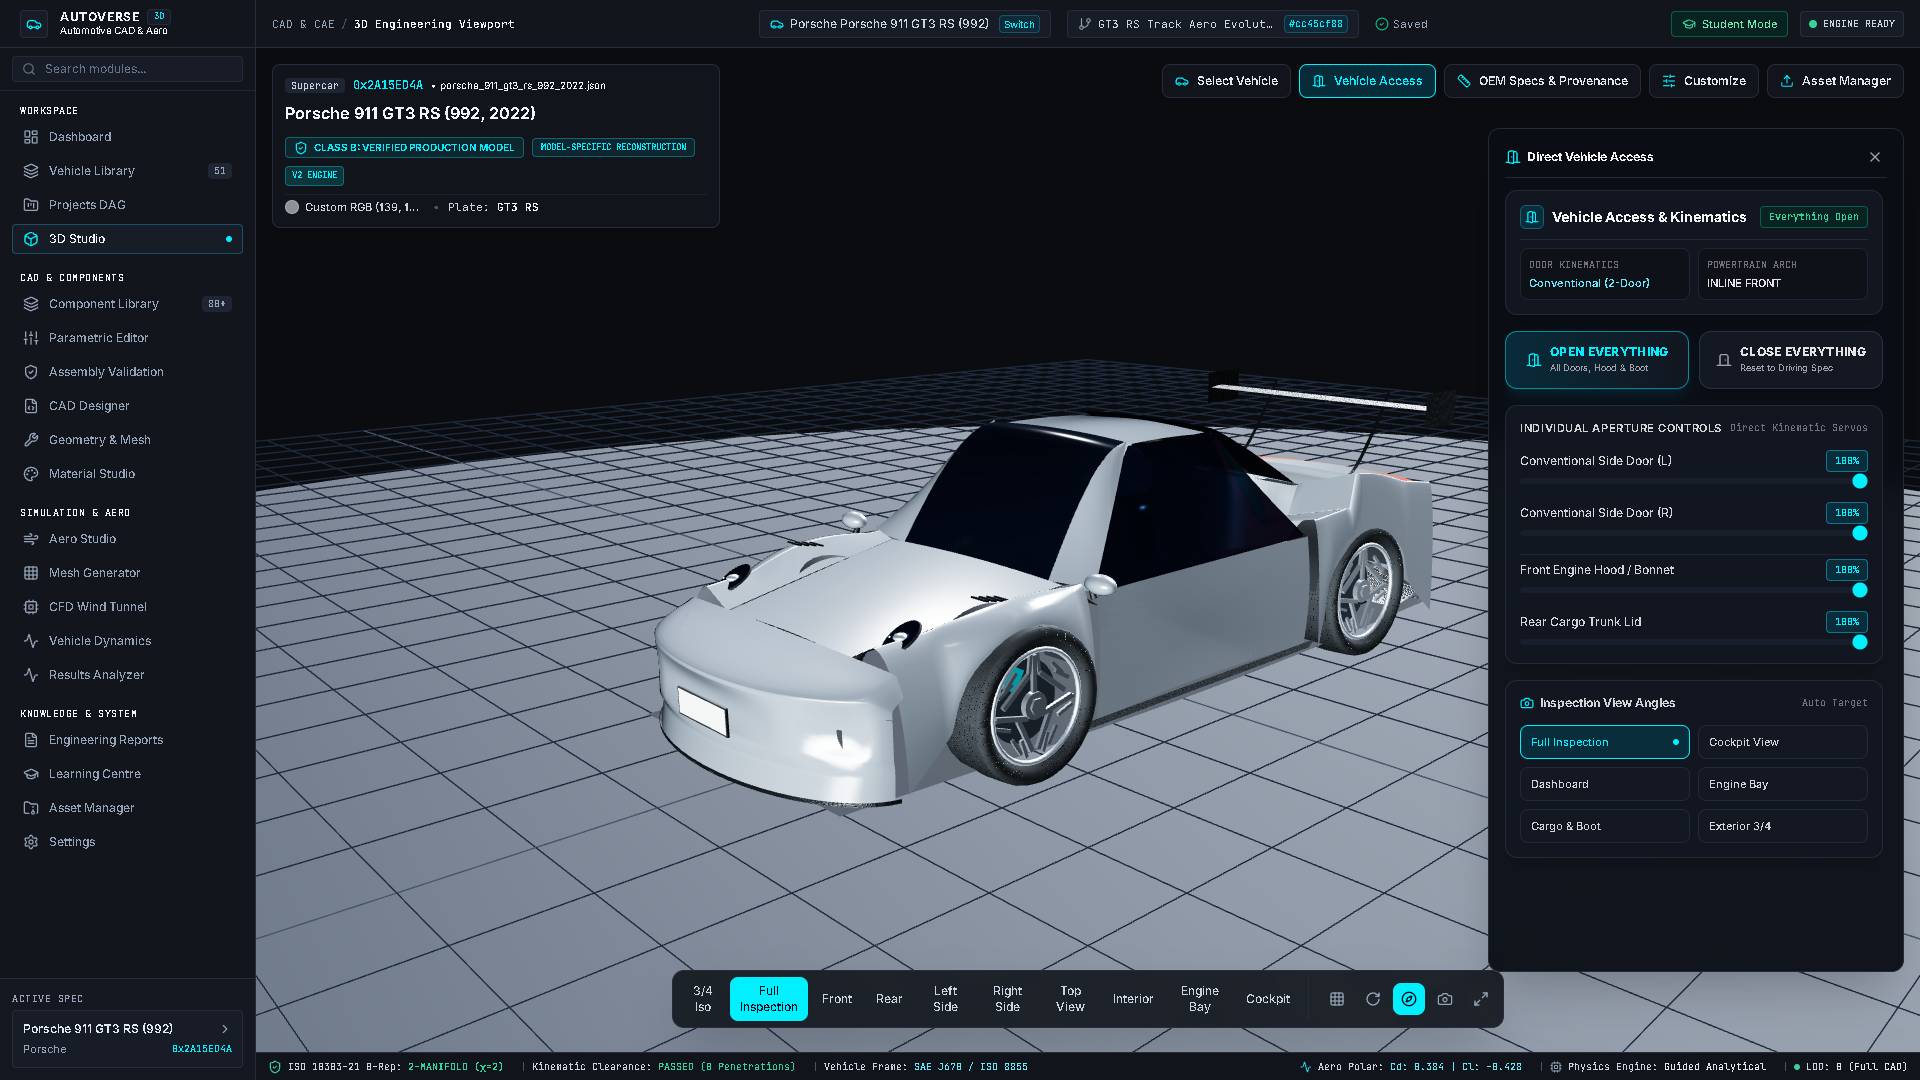 AUTOVERSE 3D
Automotive CAD & Aero
CAD & CAE / 3D Engineering Viewport
Porsche Porsche 911 GT3 RS (992) Switch
GT3 RS Track Aero Evolut... #cc45cf88
Saved
Student Mode
ENGINE READY
Search modules...
WORKSPACE
Dashboard
Vehicle Library 51
Projects DAG
3D Studio
CAD & COMPONENTS
Component Library 80+
Parametric Editor
Assembly Validation
CAD Designer
Geometry & Mesh
Material Studio
SIMULATION & AERO
Aero Studio
Mesh Generator
CFD Wind Tunnel
Vehicle Dynamics
Results Analyzer
KNOWLEDGE & SYSTEM
Engineering Reports
Learning Centre
Asset Manager
Settings
ACTIVE SPEC
Porsche 911 GT3 RS (992)
Porsche 0x2A15ED4A
Supercar 0x2A15ED4A • porsche_911_gt3_rs_992_2022.json
Porsche 911 GT3 RS (992, 2022)
CLASS B: VERIFIED PRODUCTION MODEL
MODEL-SPECIFIC RECONSTRUCTION
V2 ENGINE
Custom RGB (139, 1... • Plate: GT3 RS
Select Vehicle
Vehicle Access
OEM Specs & Provenance
Customize
Asset Manager
Direct Vehicle Access
Vehicle Access & Kinematics Everything Open
DOOR KINEMATICS
Conventional (2-Door)
POWERTRAIN ARCH
INLINE FRONT
OPEN EVERYTHING
All Doors, Hood & Boot
CLOSE EVERYTHING
Reset to Driving Spec
INDIVIDUAL APERTURE CONTROLS Direct Kinematic Servos
Conventional Side Door (L) 100%
Conventional Side Door (R) 100%
Front Engine Hood / Bonnet 100%
Rear Cargo Trunk Lid 100%
Inspection View Angles Auto Target
Full Inspection
Cockpit View
Dashboard
Engine Bay
Cargo & Boot
Exterior 3/4
3/4 Iso
Full Inspection
Front
Rear
Left Side
Right Side
Top View
Interior
Engine Bay
Cockpit
ISO 10303-21 B-Rep: 2-MANIFOLD (χ=2) | Kinematic Clearance: PASSED (0 Penetrations) | Vehicle Frame: SAE J670 / ISO 8855
Aero Polar: Cd: 0.384 | Cl: -0.428 | Physics Engine: Guided Analytical | LOD: 0 (Full CAD)